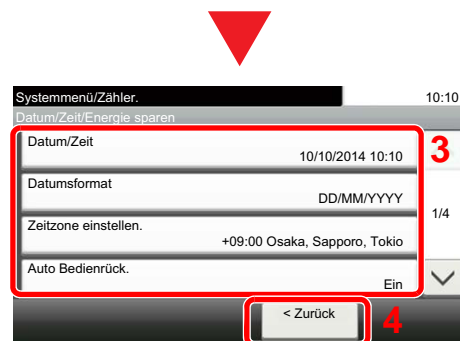 Systemmenü/Zähler.
10:10
Datum/Zeit/Energie sparen
Datum/Zeit
10/10/2014 10:10
3
Datumsformat
DD/MM/YYYY
1/4
Zeitzone einstellen.
+09:00 Osaka, Sapporo, Tokio
Auto Bedienrück.
Ein
< Zurück
4